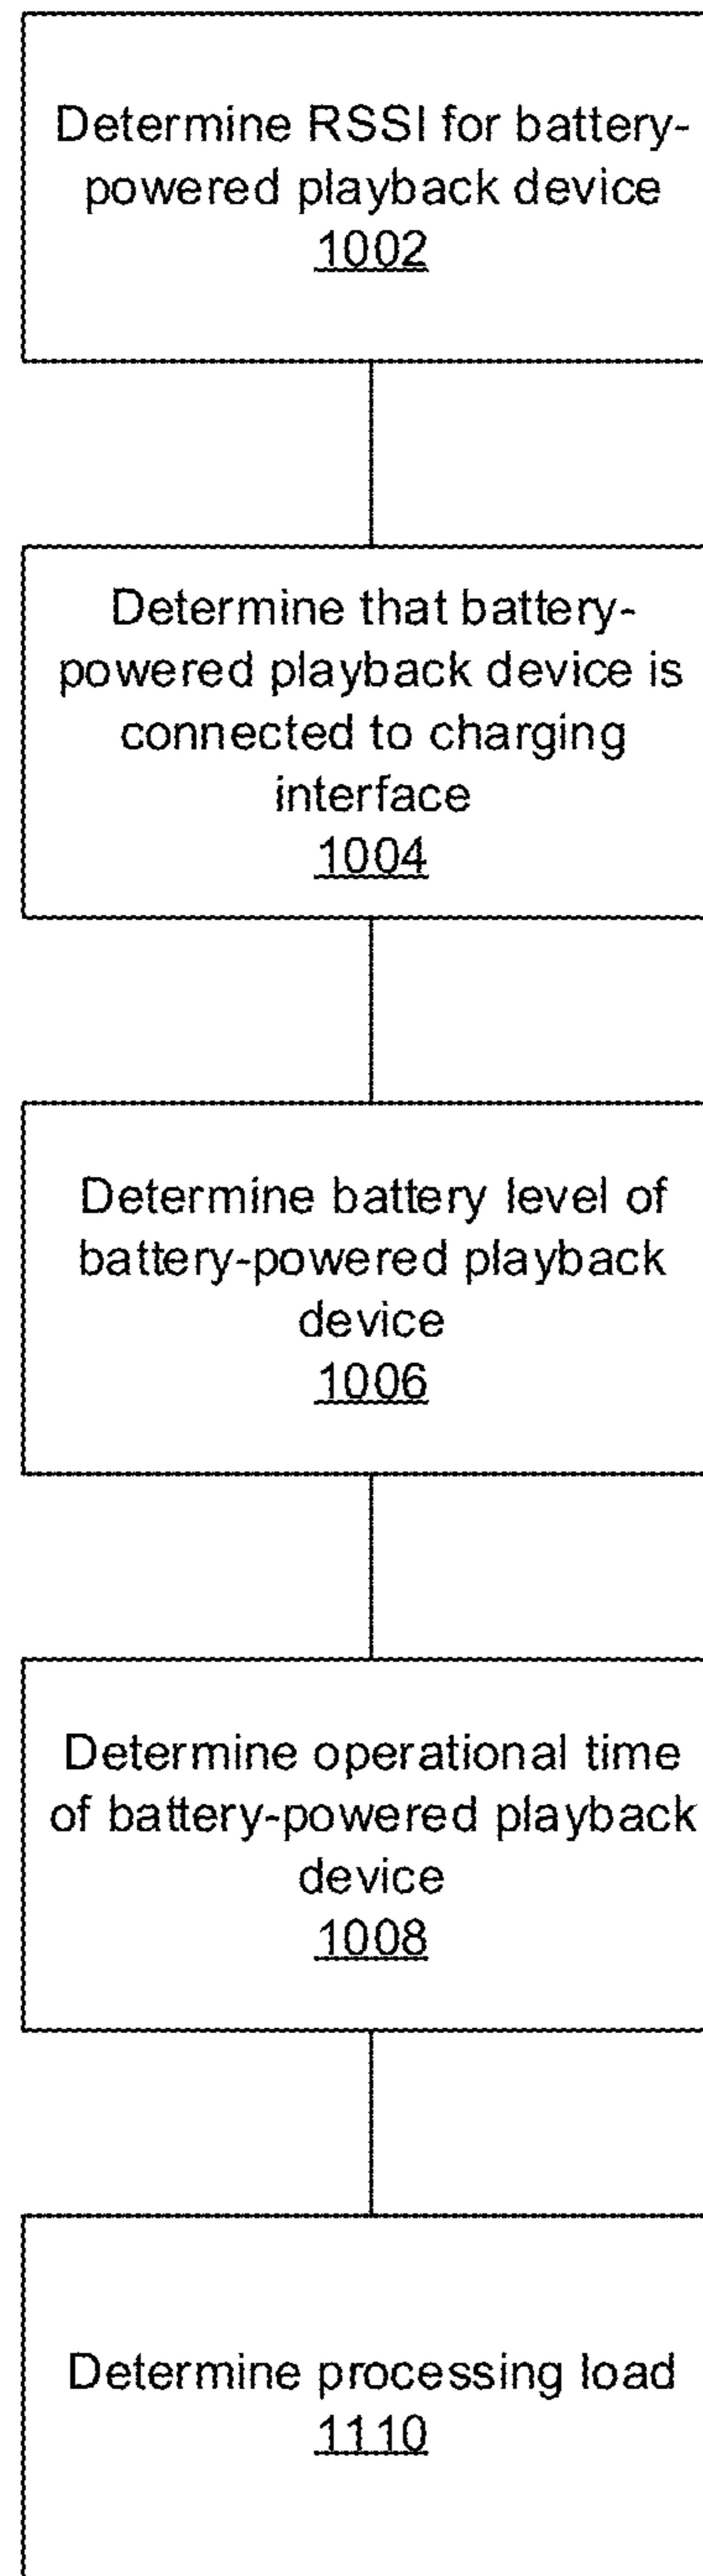 Determine RSSI for battery-
powered playback device
1002
Determine that battery-
powered playback device is
connected to charging
interface
1004
Determine battery level of
battery-powered playback
device
1006
Determine operational time
of battery-powered playback
device
1008
Determine processing load
1110